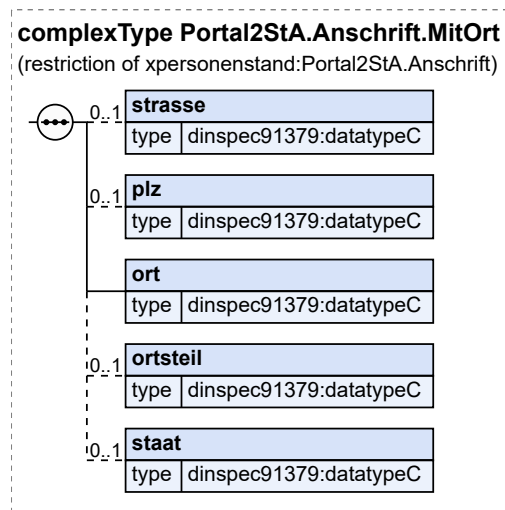 complexType Portal2StA.Anschrift.MitOrt
(restriction of xpersonenstand:Portal2StA.Anschrift)
0..1 strasse
type dinspec91379:datatypeC
0..1 plz
type dinspec91379:datatypeC
ort
type dinspec91379:datatypeC
0..1 ortsteil
type dinspec91379:datatypeC
0..1 staat
type dinspec91379:datatypeC